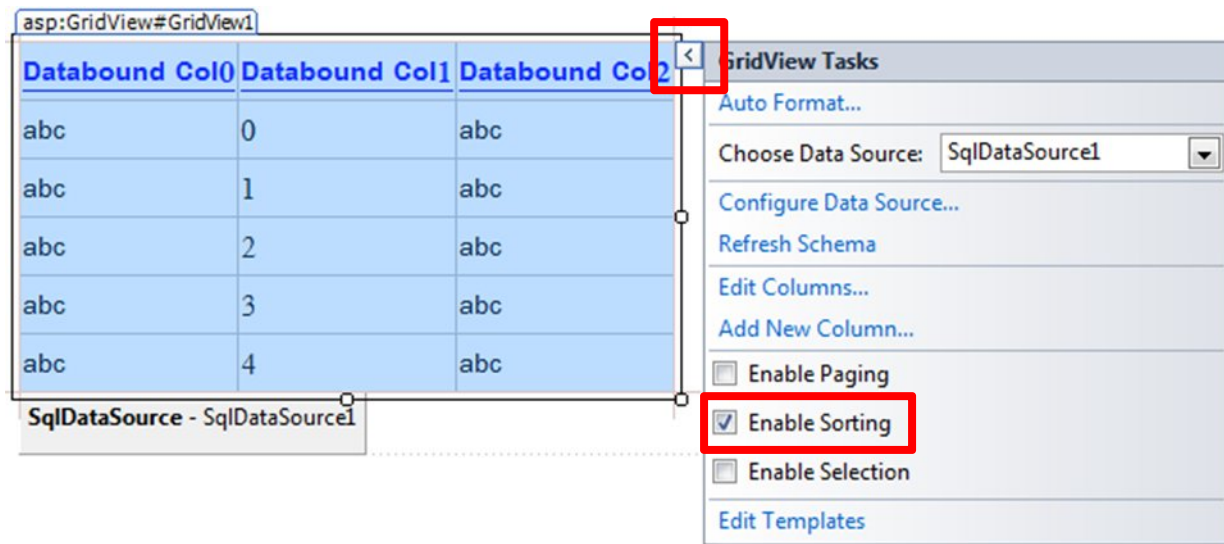 asp:GridView#GridView1
Databound Col0 Databound Col1 Databound Col2
abc 0 abc
abc 1 abc
abc 2 abc
abc 3 abc
abc 4 abc
SqlDataSource - SqlDataSource1
<
GridView Tasks
Auto Format...
Choose Data Source: SqlDataSource1
Configure Data Source...
Refresh Schema
Edit Columns...
Add New Column...
Enable Paging
Enable Sorting
Enable Selection
Edit Templates